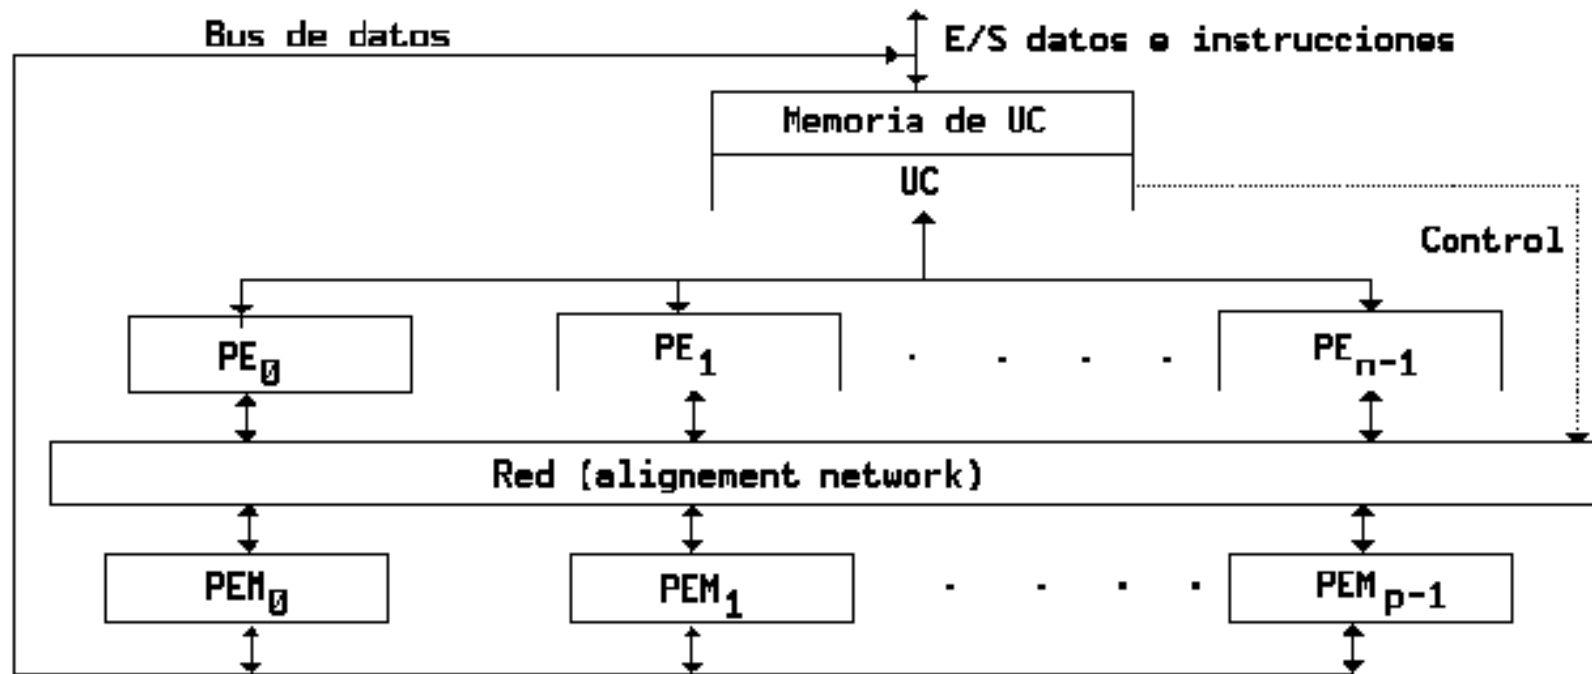 Bus de datos
E/S datos e instrucciones
Memoria de UC
UC
Control
PE0
PE1
. . . .
PEn-1
Red (alignement network)
PEM0
PEM1
. . . .
PEM p-1